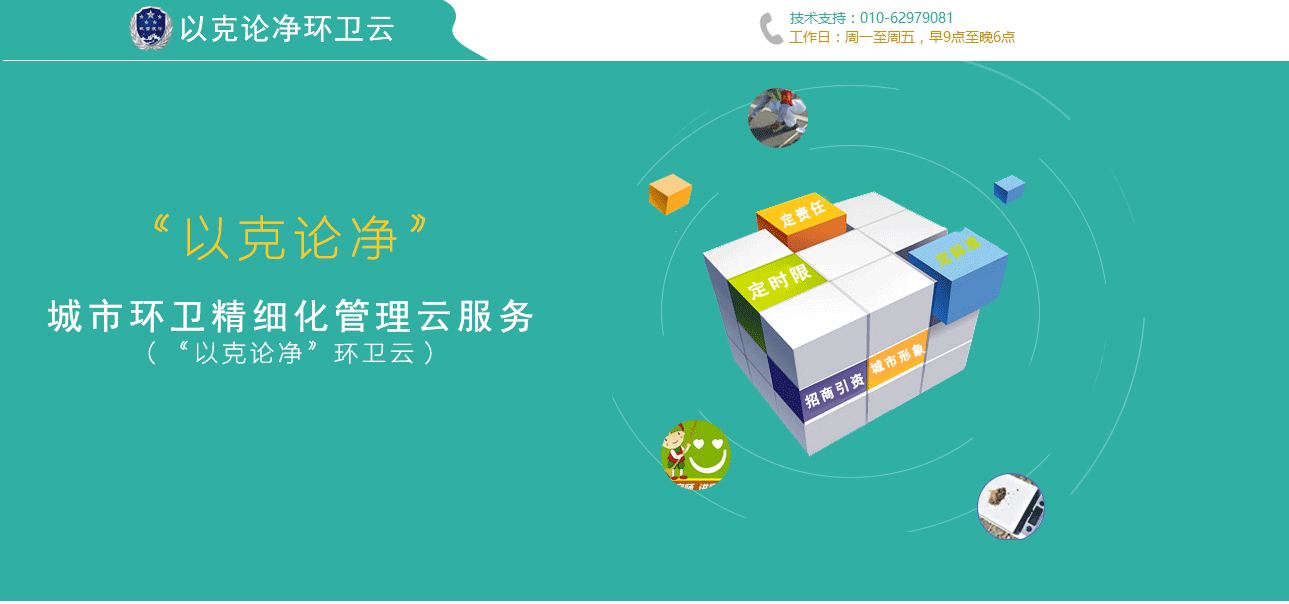 以克论净环卫云
技术支持：010-62979081
工作日：周一至周五，早9点至晚6点
“以克论净”
城市环卫精细化管理云服务
（“以克论净”环卫云）
定责任
定标准
定时限
城市形象
招商引资